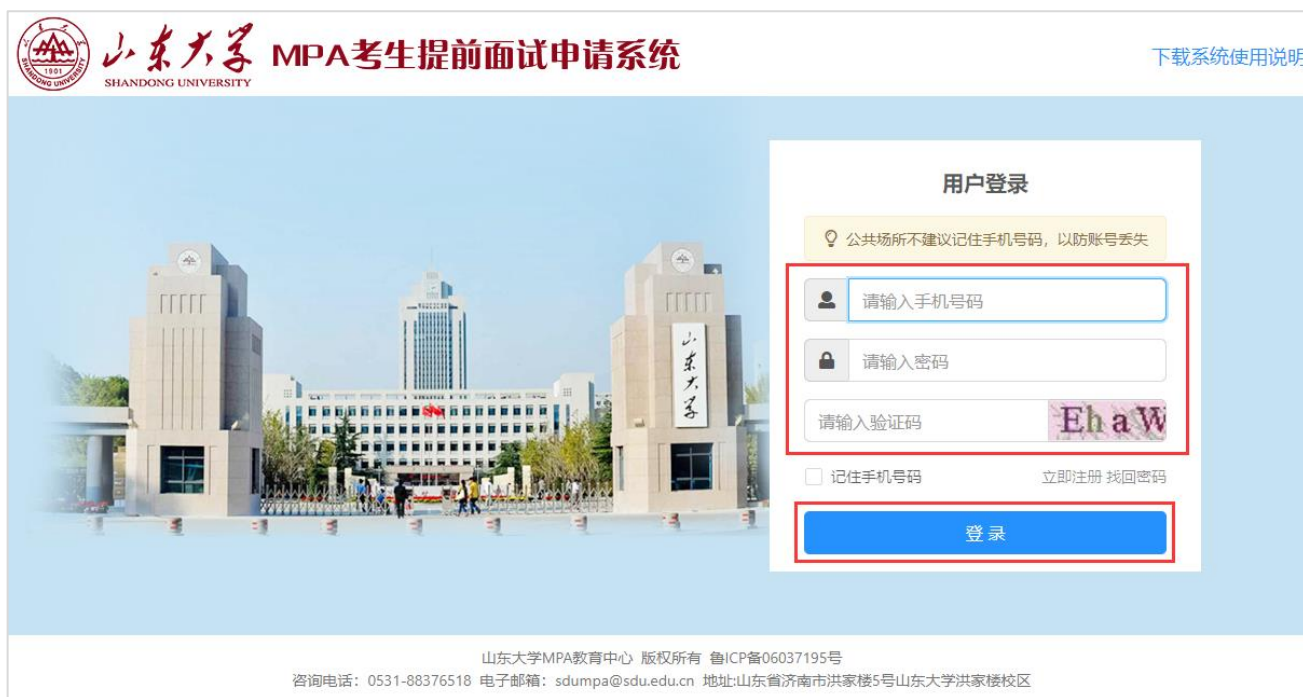 山东大学 MPA考生提前面试申请系统
SHANDONG UNIVERSITY
1901
SHANDONG UNIVERSITY
下载系统使用说明
用户登录
公共场所不建议记住手机号码，以防账号丢失
请输入手机号码
请输入密码
请输入验证码 EhaW
记住手机号码 立即注册 找回密码
登 录
山东大学
山东大学MPA教育中心 版权所有 鲁ICP备06037195号
咨询电话：0531-88376518 电子邮箱：sdumpa@sdu.edu.cn 地址:山东省济南市洪家楼5号山东大学洪家楼校区